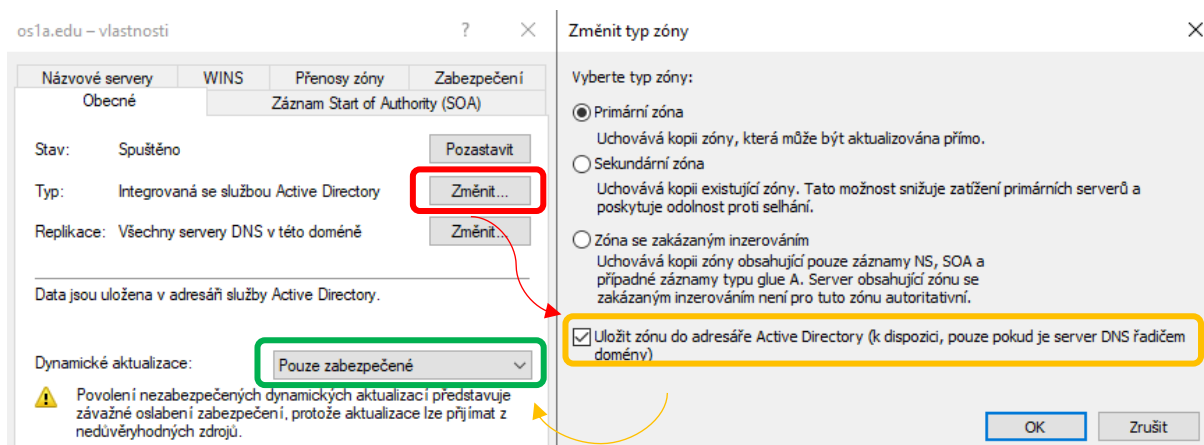 os1a.edu – vlastnosti
?
Názvové servery
WINS
Přenosy zóny
Zabezpečení
Obecné
Záznam Start of Authority (SOA)
Stav:
Spuštěno
Pozastavit
Typ:
Integrovaná se službou Active Directory
Změnit...
Replikace:
Všechny servery DNS v této doméně
Změnit...
Data jsou uložena v adresáři služby Active Directory.
Dynamické aktualizace:
Pouze zabezpečené
Povolení nezabezpečených dynamických aktualizací představuje
závažné oslabení zabezpečení, protože aktualizace lze přijímat z
nedůvěryhodných zdrojů.
Změnit typ zóny
Vyberte typ zóny:
Primární zóna
Uchovává kopii zóny, která může být aktualizována přímo.
Sekundární zóna
Uchovává kopii existující zóny. Tato možnost snižuje zatížení primárních serverů a
poskytuje odolnost proti selhání.
Zóna se zakázaným inzerováním
Uchovává kopii zóny obsahující pouze záznamy NS, SOA a
případné záznamy typu glue A. Server obsahující zónu se
zakázaným inzerováním není pro tuto zónu autoritativní.
Uložit zónu do adresáře Active Directory (k dispozici, pouze pokud je server DNS řadičem
domény)
OK
Zrušit